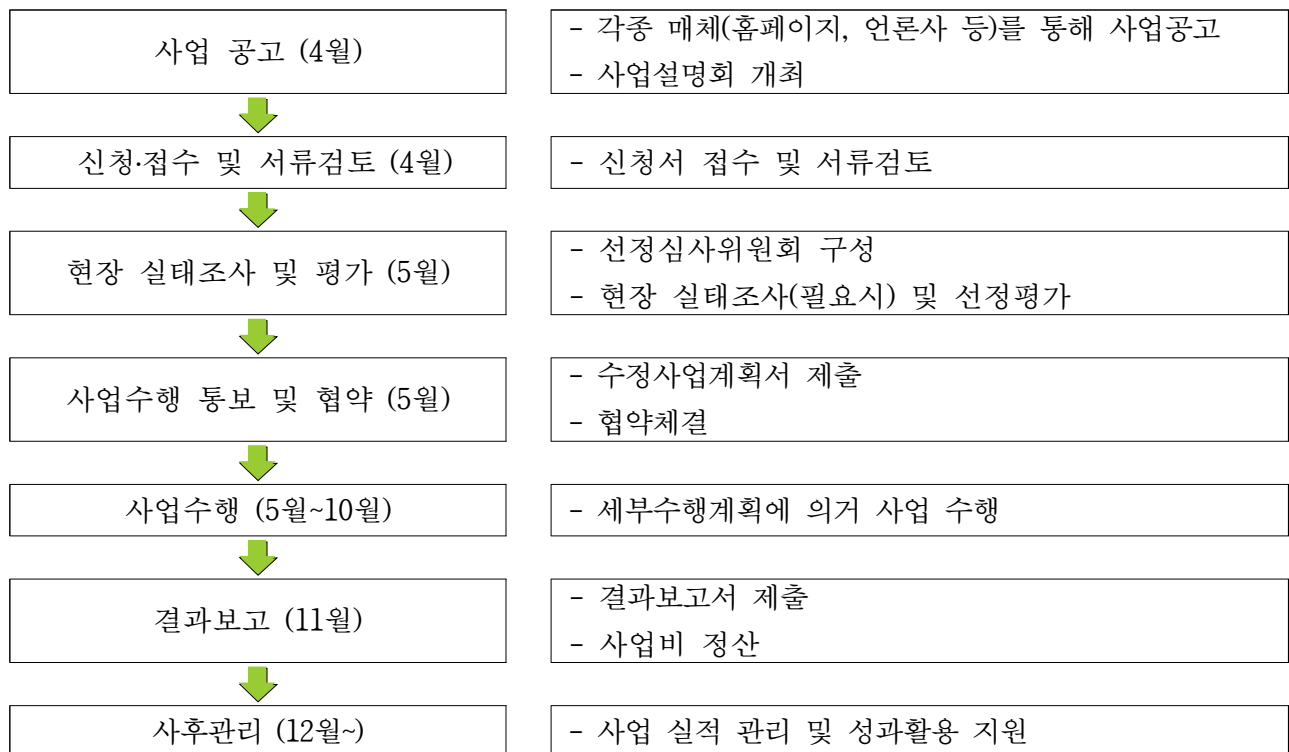 사업 공고 (4월)
- 각종 매체(홈페이지, 언론사 등)를 통해 사업공고
- 사업설명회 개최
신청·접수 및 서류검토 (4월)
- 신청서 접수 및 서류검토
현장 실태조사 및 평가 (5월)
- 선정심사위원회 구성
- 현장 실태조사(필요시) 및 선정평가
사업수행 통보 및 협약 (5월)
- 수정사업계획서 제출
- 협약체결
사업수행 (5월~10월)
- 세부수행계획에 의거 사업 수행
결과보고 (11월)
- 결과보고서 제출
- 사업비 정산
사후관리 (12월~)
- 사업 실적 관리 및 성과활용 지원